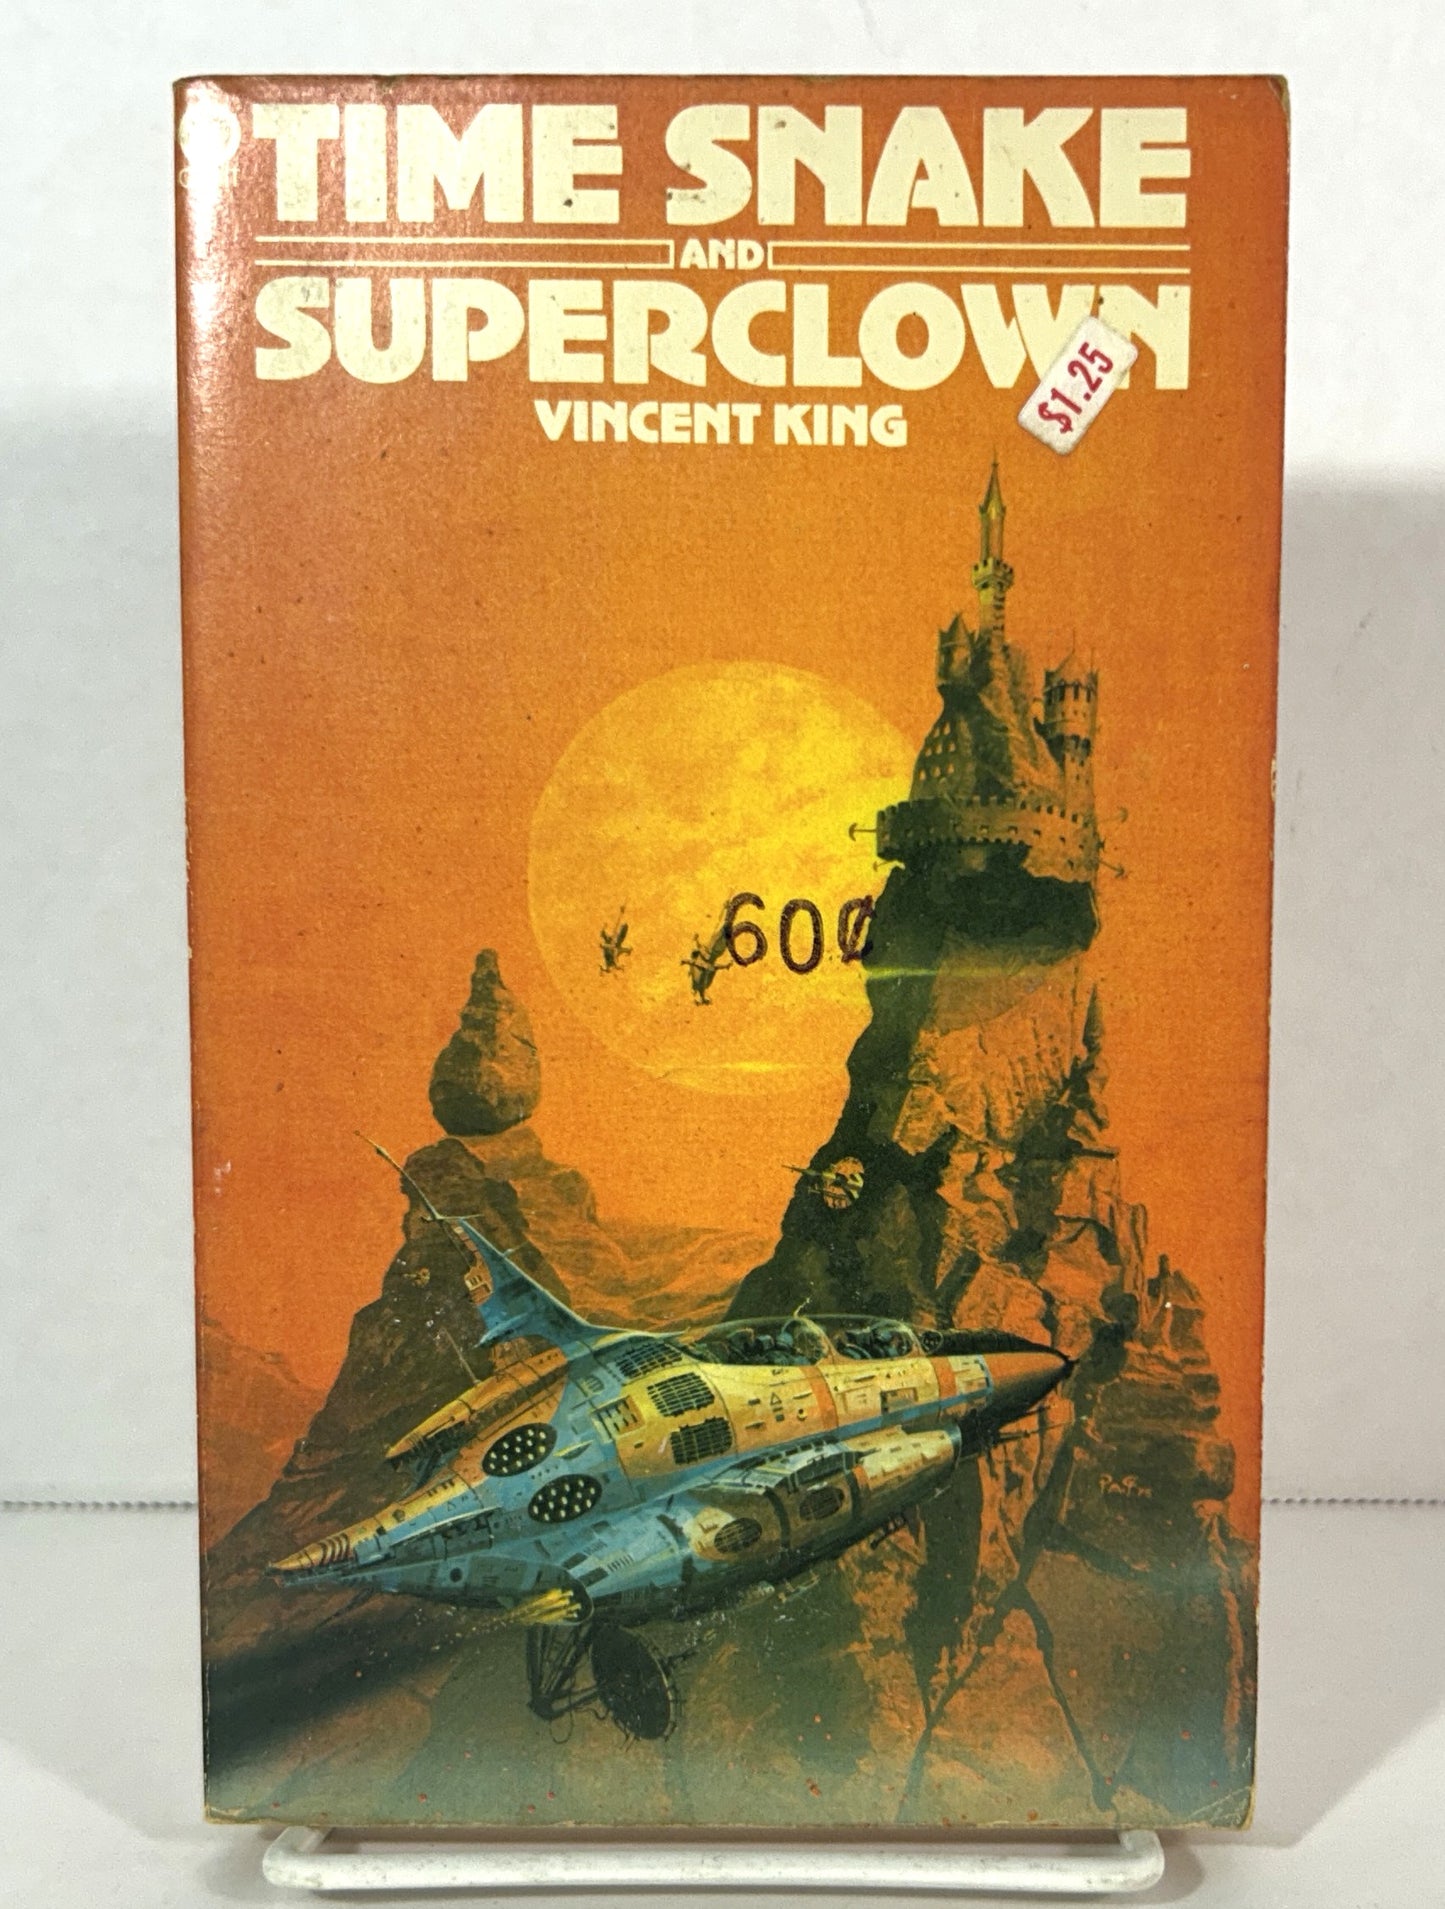 TIME SNAKE
AND
SUPERCLOWN
$1.25
VINCENT KING
60¢